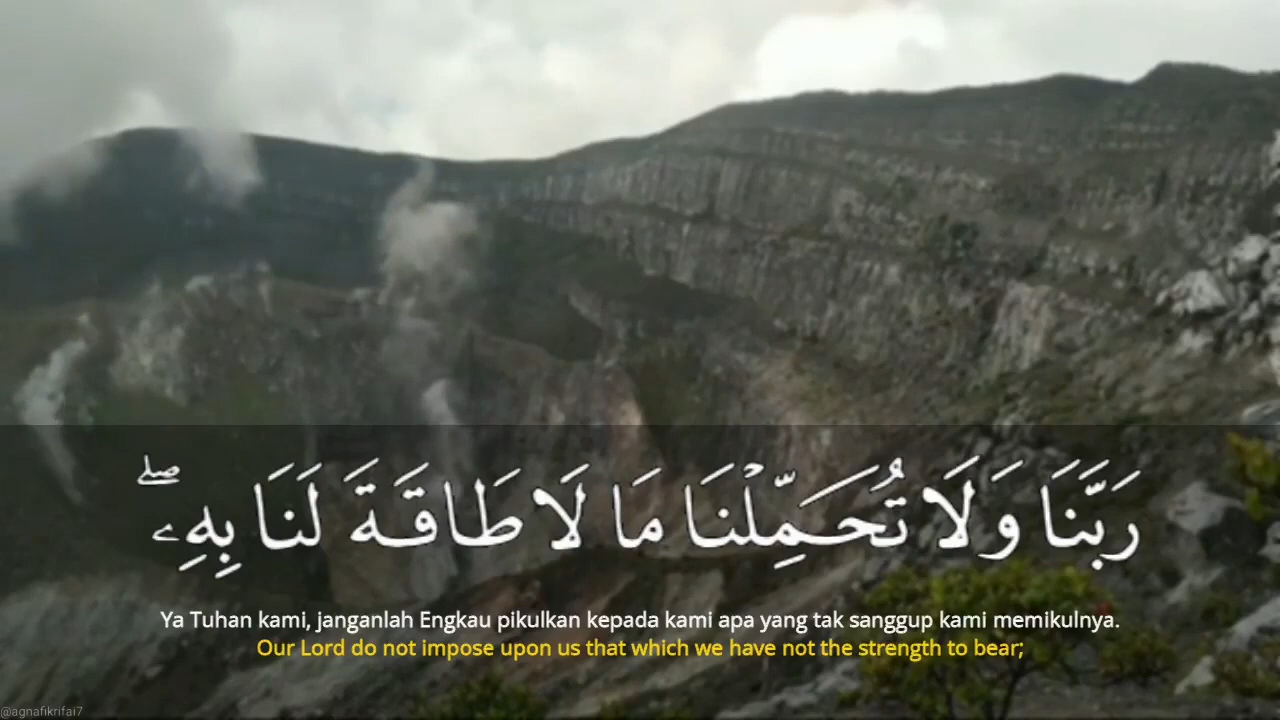 رَبَّنَا وَلَا تُحَمِّلْنَا مَا لَا طَاقَةَ لَنَا بِهِۦ ۖ
Ya Tuhan kami, janganlah Engkau pikulkan kepada kami apa yang tak sanggup kami memikulnya.
Our Lord do not impose upon us that which we have not the strength to bear;
@agnafikrifai7